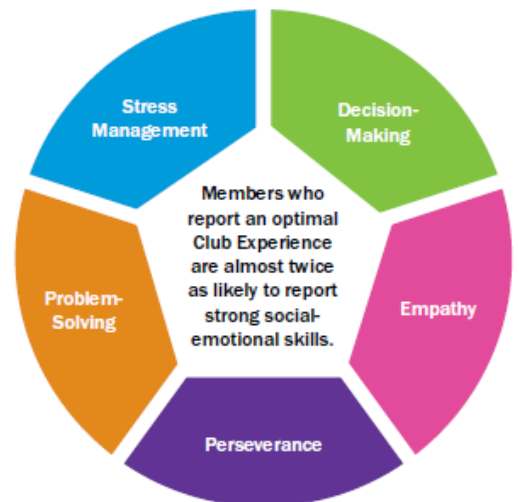 Stress
Management
Decision-
Making
Members who
report an optimal
Club Experience
are almost twice
as likely to report
strong social-
emotional skills.
Problem-
Solving
Empathy
Perseverance